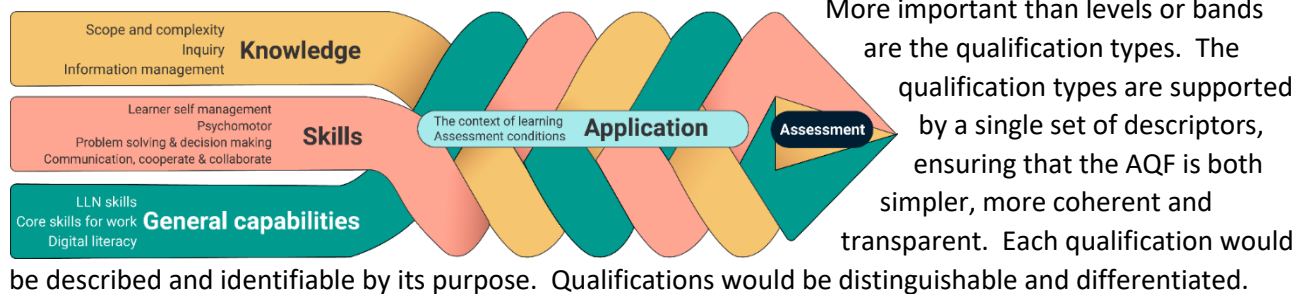 Scope and complexity
Inquiry
Information management
Knowledge
Learner self management
Psychomotor
Problem solving & decision making
Communication, cooperate & collaborate
Skills
LLN skills
Core skills for work
Digital literacy
General capabilities
The context of learning
Assessment conditions
Application
Assessment
More important than levels or bands
are the qualification types. The
qualification types are supported
by a single set of descriptors,
ensuring that the AQF is both
simpler, more coherent and
transparent. Each qualification would
be described and identifiable by its purpose. Qualifications would be distinguishable and differentiated.